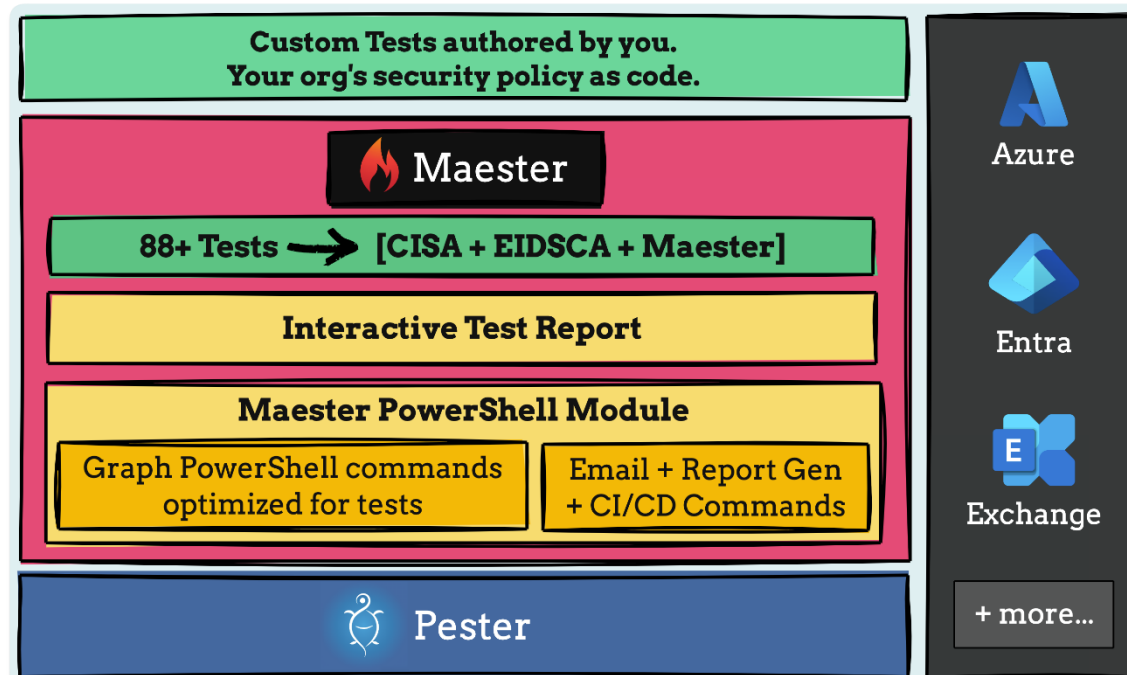 Custom Tests authored by you.
Your org's security policy as code.
Maester
88+ Tests → [CISA + EIDSCA + Maester]
Interactive Test Report
Maester PowerShell Module
Graph PowerShell commands
optimized for tests
Email + Report Gen
+ CI/CD Commands
Pester
Azure
Entra
E
Exchange
+ more...